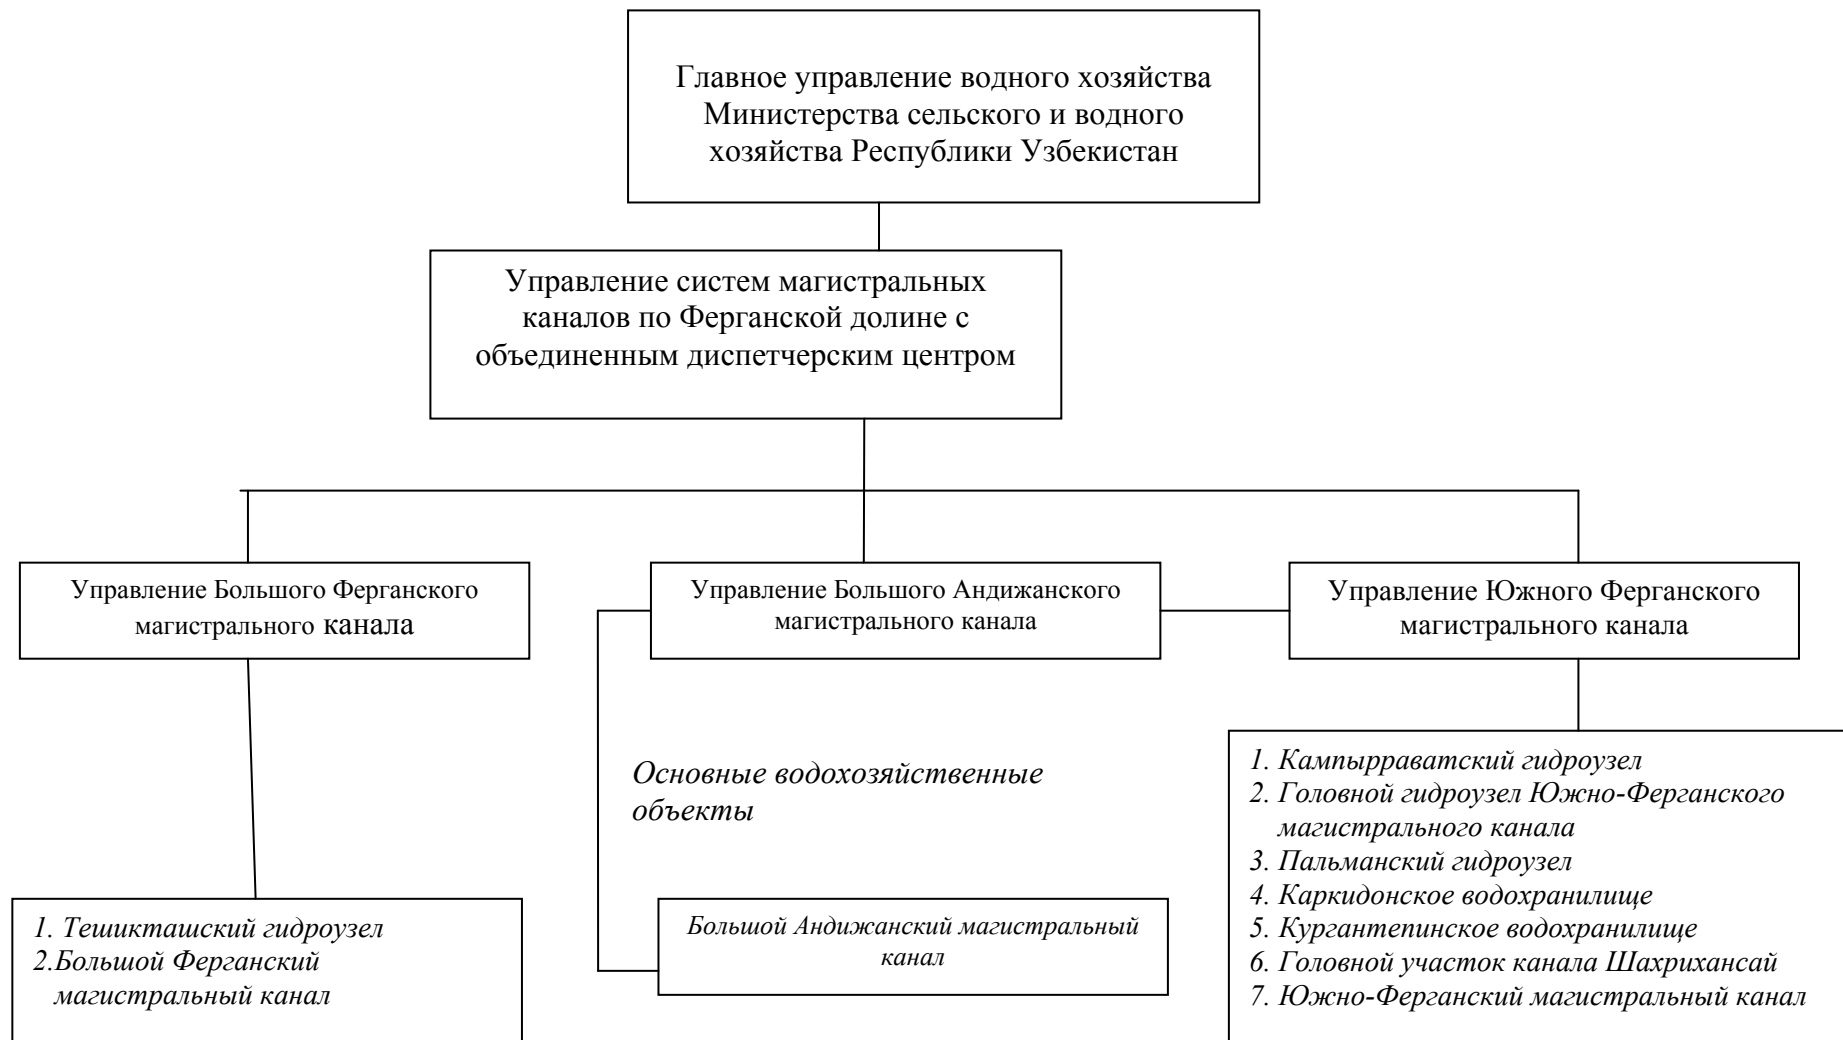 Главное управление водного хозяйства
Министерства сельского и водного
хозяйства Республики Узбекистан
Управление систем магистральных
каналов по Ферганской долине с
объединенным диспетчерским центром
Управление Большого Ферганского
магистрального канала
Управление Большого Андижанского
магистрального канала
Управление Южного Ферганского
магистрального канала
Основные водохозяйственные
объекты
1. Тешикташский гидроузел
2.Большой Ферганский
магистральный канал
Большой Андижанский магистральный
канал
1. Кампырраватский гидроузел
2. Головной гидроузел Южно-Ферганского
магистрального канала
3. Пальманский гидроузел
4. Каркидонское водохранилище
5. Кургантепинское водохранилище
6. Головной участок канала Шахрихансай
7. Южно-Ферганский магистральный канал